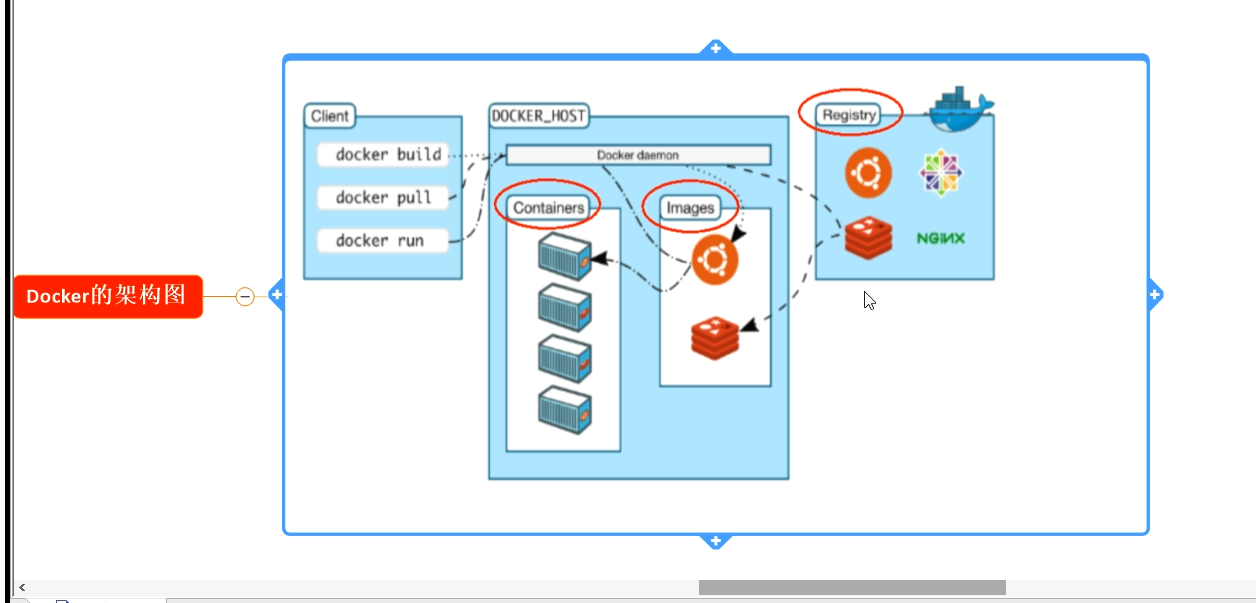 Docker的架构图
Client
docker build
docker pull
docker run
DOCKER_HOST
Docker daemon
Containers
Images
Registry
NGINX